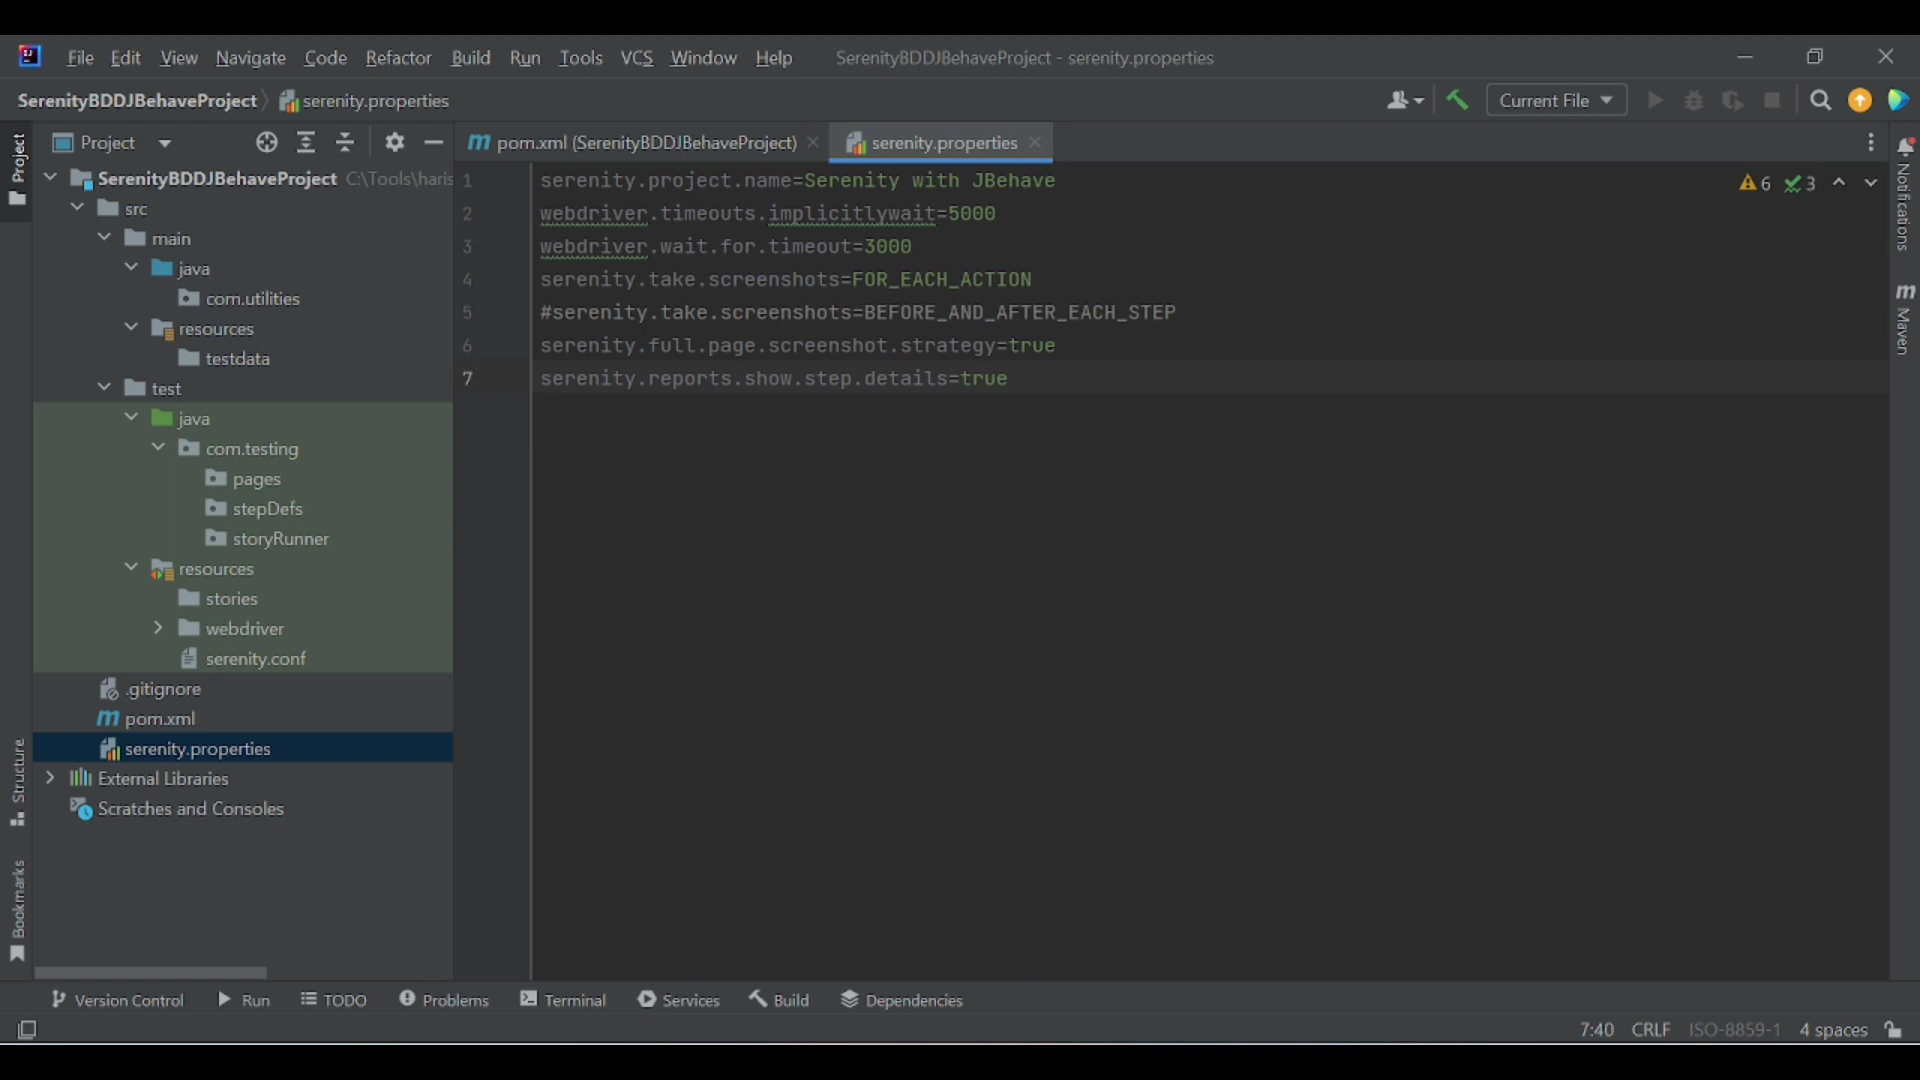 File Edit View Navigate Code Refactor Build Run Tools VCS Window Help SerenityBDDJBehaveProject - serenity.properties
SerenityBDDJBehaveProject serenity.properties Current File
Project pom.xml (SerenityBDDJBehaveProject) serenity.properties
Project
SerenityBDDJBehaveProject C:\Tools\haris
src
main
java
com.utilities
resources
testdata
test
java
com.testing
pages
stepDefs
storyRunner
resources
stories
webdriver
serenity.conf
.gitignore
pom.xml
serenity.properties
External Libraries
Scratches and Consoles
Structure
Bookmarks
1 serenity.project.name=Serenity with JBehave
2 webdriver.timeouts.implicitlywait=5000
3 webdriver.wait.for.timeout=3000
4 serenity.take.screenshots=FOR_EACH_ACTION
5 #serenity.take.screenshots=BEFORE_AND_AFTER_EACH_STEP
6 serenity.full.page.screenshot.strategy=true
7 serenity.reports.show.step.details=true
6 3
Notifications
m Maven
Version Control Run TODO Problems Terminal Services Build Dependencies
7:40 CRLF ISO-8859-1 4 spaces